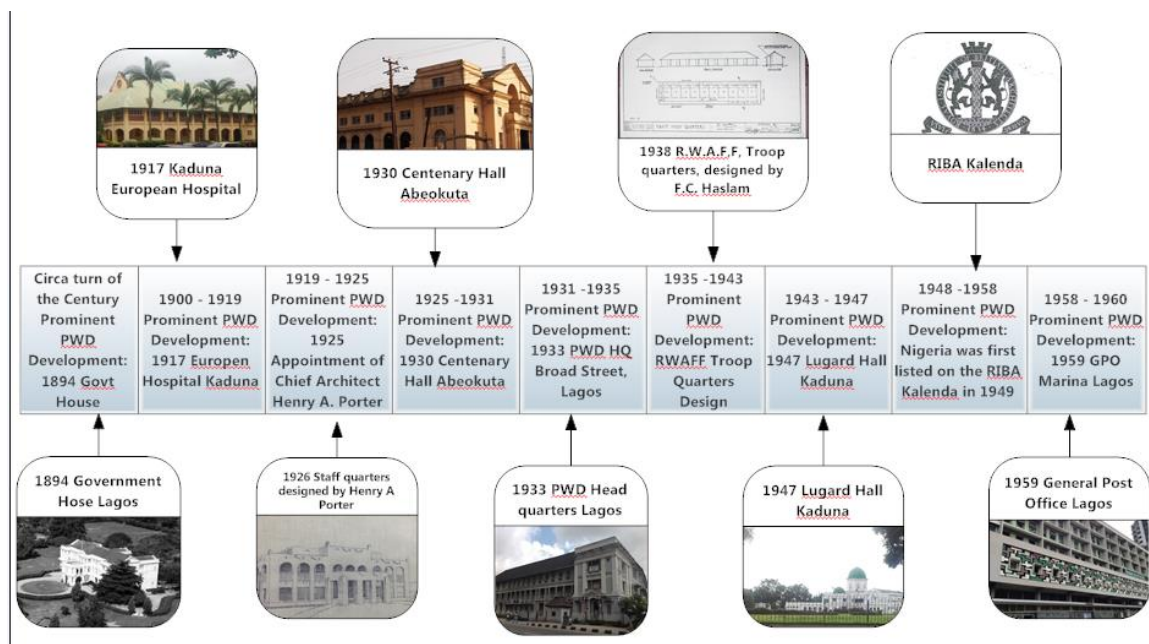 1917 Kaduna
European Hospital
1930 Centenary Hall
Abeokuta
1938 R.W.A.F,F, Troop
quarters, designed by
F.C. Haslam
RIBA Kalenda
Circa turn of
the Century
Prominent
PWD
Development:
1894 Govt
House
1900 - 1919
Prominent PWD
Development:
1917 Europen
Hospital Kaduna
1919 - 1925
Prominent PWD
Development:
1925
Appointment of
Chief Architect
Henry A. Porter
1925 -1931
Prominent PWD
Development:
1930 Centenary
Hall Abeokuta
1931 -1935
Prominent PWD
Development:
1933 PWD HQ
Broad Street,
Lagos
1935 -1943
Prominent
PWD
Development:
RWAFF Troop
Quarters
Design
1943 - 1947
Prominent PWD
Development:
1947 Lugard Hall
Kaduna
1948 -1958
Prominent PWD
Development:
Nigeria was first
listed on the RIBA
Kalenda in 1949
1958 - 1960
Prominent PWD
Development:
1959 GPO
Marina Lagos
1894 Government
Hose Lagos
1926 Staff quarters
designed by Henry A
Porter
1933 PWD Head
quarters Lagos
1947 Lugard Hall
Kaduna
1959 General Post
Office Lagos